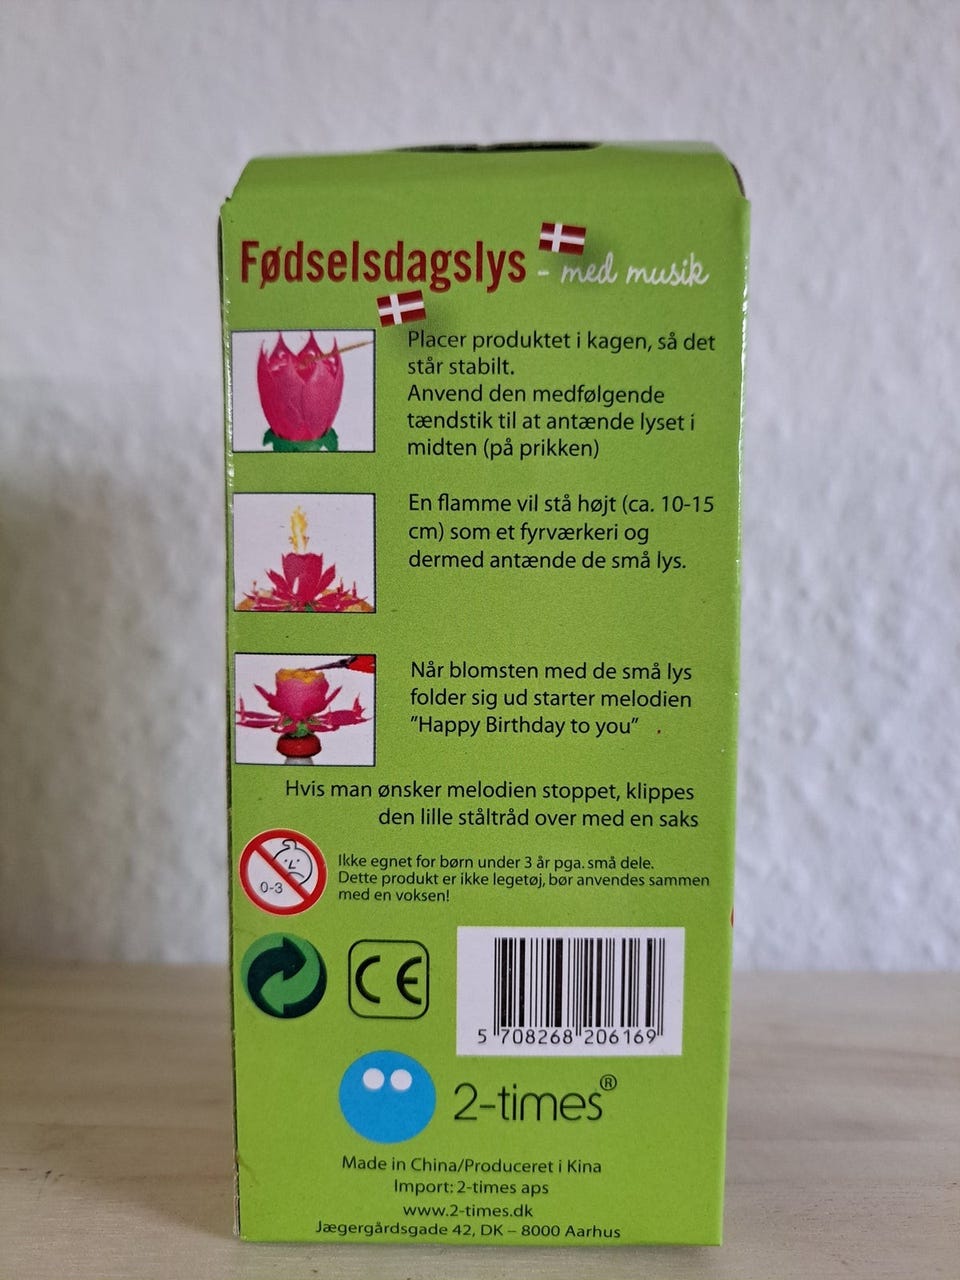 Fødselsdagslys - med musik
Placer produktet i kagen, så det
står stabilt.
Anvend den medfølgende
tændstik til at antænde lyset i
midten (på prikken)
En flamme vil stå højt (ca. 10-15
cm) som et fyrværkeri og
dermed antænde de små lys.
Når blomsten med de små lys
folder sig ud starter melodien
"Happy Birthday to you" .
Hvis man ønsker melodien stoppet, klippes
den lille ståltråd over med en saks
0-3
Ikke egnet for børn under 3 år pga. små dele.
Dette produkt er ikke legetøj, bør anvendes sammen
med en voksen!
CE
5 708268 206169
2-times®
Made in China/Produceret i Kina
Import: 2-times aps
www.2-times.dk
Jægergårdsgade 42, DK – 8000 Aarhus